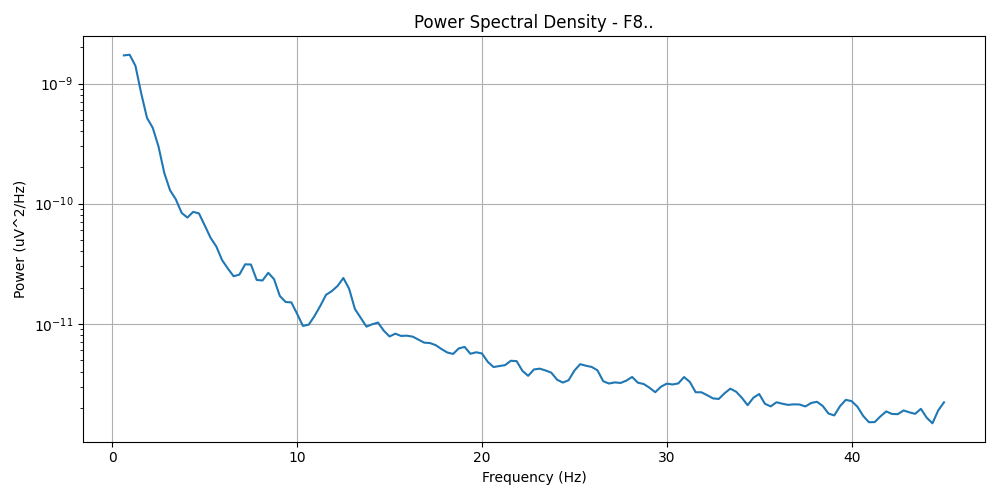 Power Spectral Density - F8..
Power (uV^2/Hz)
10⁻⁹
10⁻¹⁰
10⁻¹¹
0 10 20 30 40
Frequency (Hz)